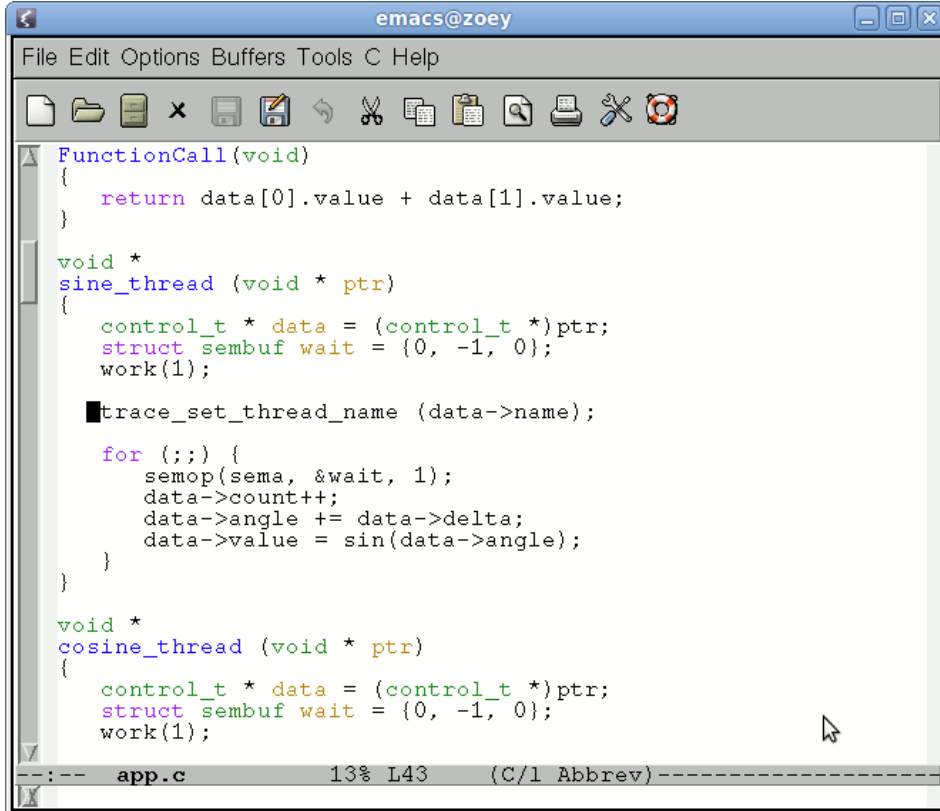 emacs@zoey
File Edit Options Buffers Tools C Help
FunctionCall(void)
{
   return data[0].value + data[1].value;
}

void *
sine_thread (void * ptr)
{
   control_t * data = (control_t *)ptr;
   struct sembuf wait = {0, -1, 0};
   work(1);

   trace_set_thread_name (data->name);

   for (;;) {
      semop(sema, &wait, 1);
      data->count++;
      data->angle += data->delta;
      data->value = sin(data->angle);
   }
}

void *
cosine_thread (void * ptr)
{
   control_t * data = (control_t *)ptr;
   struct sembuf wait = {0, -1, 0};
   work(1);
--:--  app.c          13% L43    (C/l Abbrev)--------------------